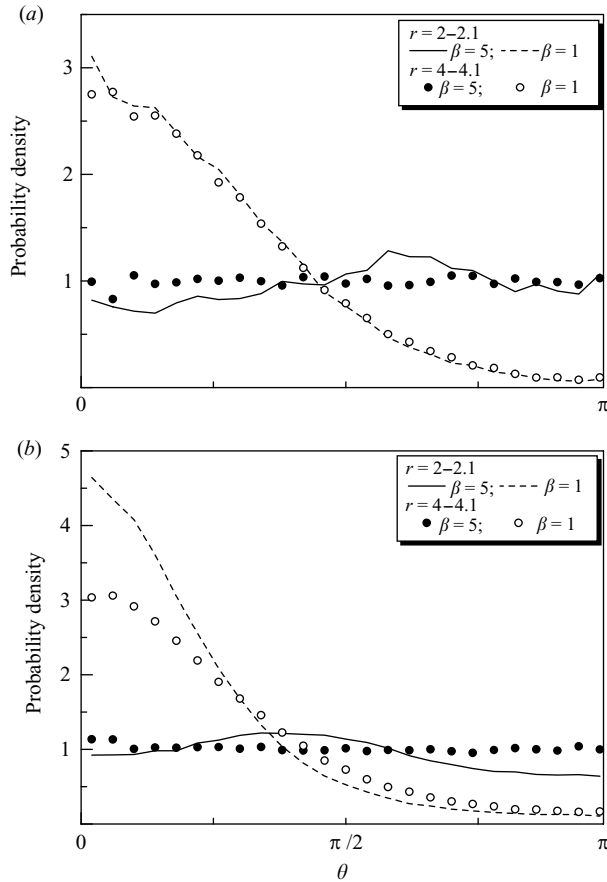 (a)
3
2
1
0
π
Probability density
r = 2–2.1
β = 5; β = 1
r = 4–4.1
β = 5; β = 1
(b)
5
4
3
2
1
0
π/2
π
Probability density
θ
r = 2–2.1
β = 5; β = 1
r = 4–4.1
β = 5; β = 1